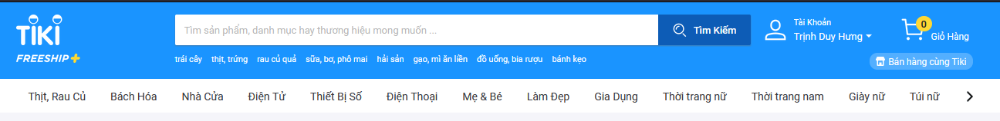 TIKI
FREESHIP+
Tìm sản phẩm, danh mục hay thương hiệu mong muốn ...
Tìm Kiếm
Tài Khoản
Trịnh Duy Hưng
0
Giỏ Hàng
trái cây thịt, trứng rau củ quả sữa, bơ, phô mai hải sản gạo, mì ăn liền đồ uống, bia rượu bánh kẹo
Bán hàng cùng Tiki
Thịt, Rau Củ Bách Hóa Nhà Cửa Điện Tử Thiết Bị Số Điện Thoại Mẹ & Bé Làm Đẹp Gia Dụng Thời trang nữ Thời trang nam Giày nữ Túi nữ